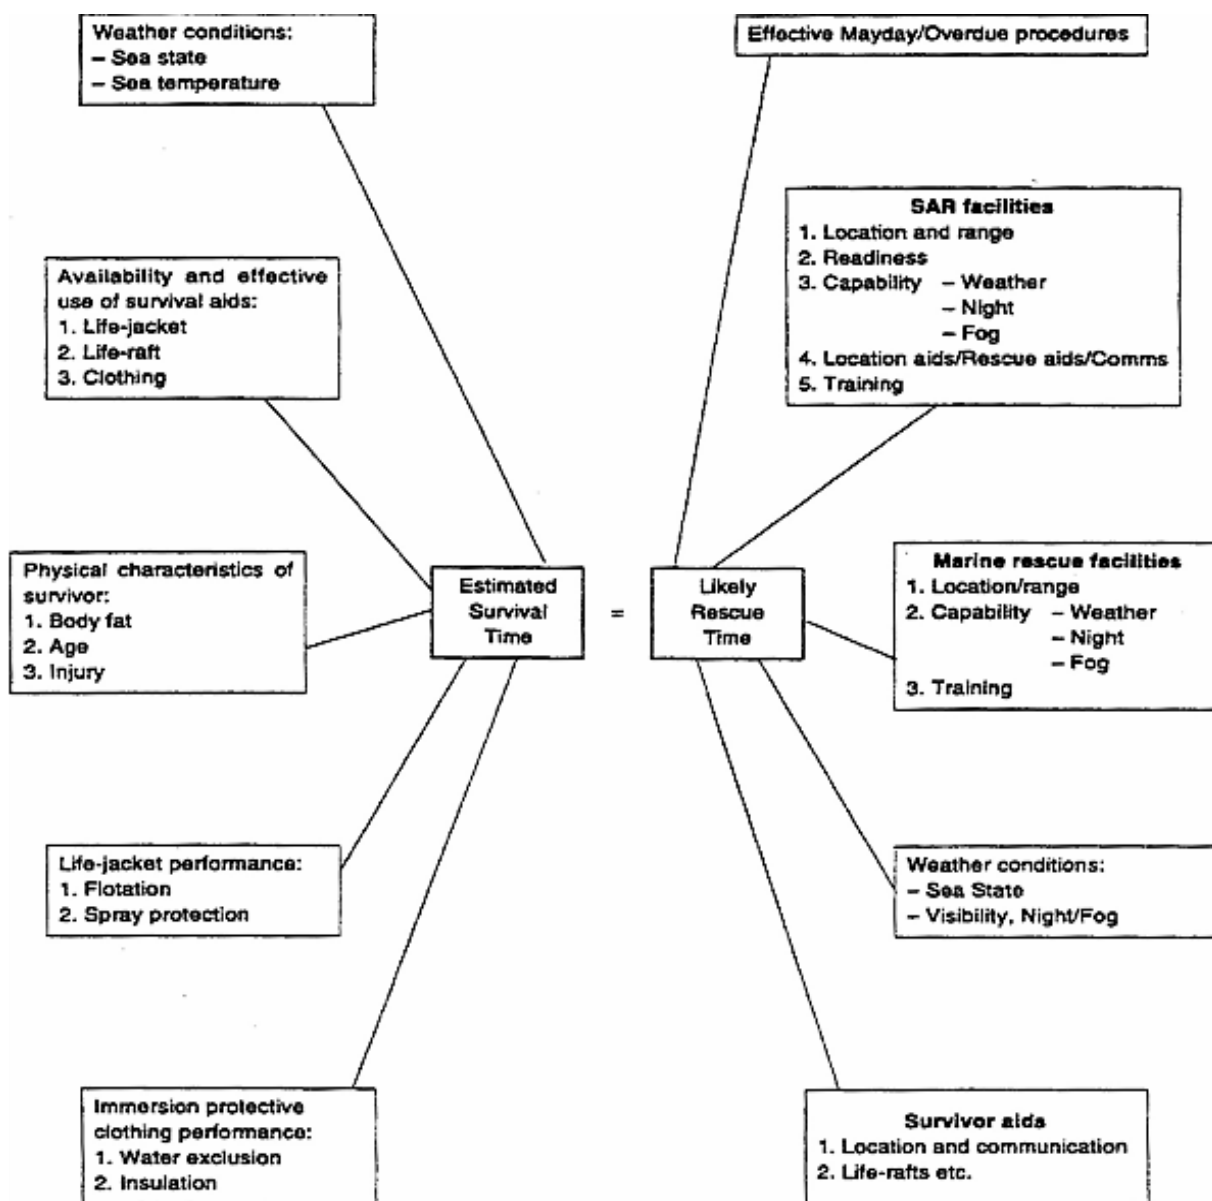 Weather conditions:
– Sea state
– Sea temperature
Effective Mayday/Overdue procedures
SAR facilities
1. Location and range
2. Readiness
3. Capability – Weather
– Night
– Fog
4. Location aids/Rescue aids/Comms
5. Training
Availability and effective
use of survival aids:
1. Life-jacket
2. Life-raft
3. Clothing
Physical characteristics of
survivor:
1. Body fat
2. Age
3. Injury
Estimated
Survival
Time
=
Likely
Rescue
Time
Marine rescue facilities
1. Location/range
2. Capability – Weather
– Night
– Fog
3. Training
Life-jacket performance:
1. Flotation
2. Spray protection
Weather conditions:
– Sea State
– Visibility, Night/Fog
Immersion protective
clothing performance:
1. Water exclusion
2. Insulation
Survivor aids
1. Location and communication
2. Life-rafts etc.